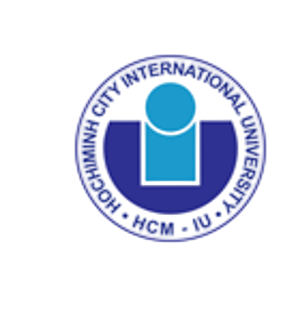 HOCHIMINH CITY INTERNATIONAL UNIVERSITY
• HCM - IU •